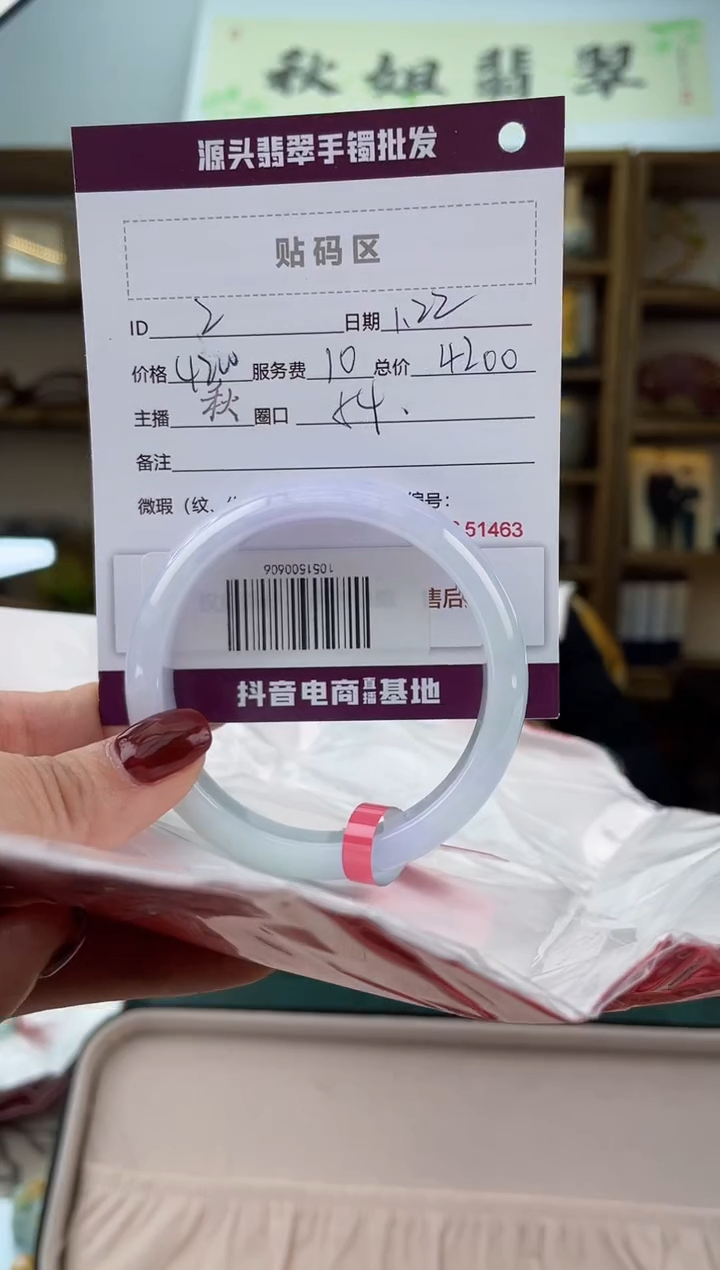 秋姐翡翠
源头翡翠手镯批发
贴码区
ID 2 日期 1.22
价格 4200 服务费 10 总价 4200
主播 秋 圈口 54.
备注
微瑕（纹、 编号：
51463
1051500606
售后
抖音电商直播基地